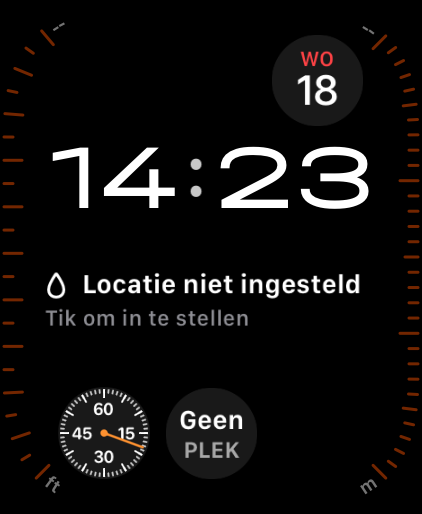 --
--
WO
18
14:23
Locatie niet ingesteld
Tik om in te stellen
60
45 15
30
Geen
PLEK
ft
m